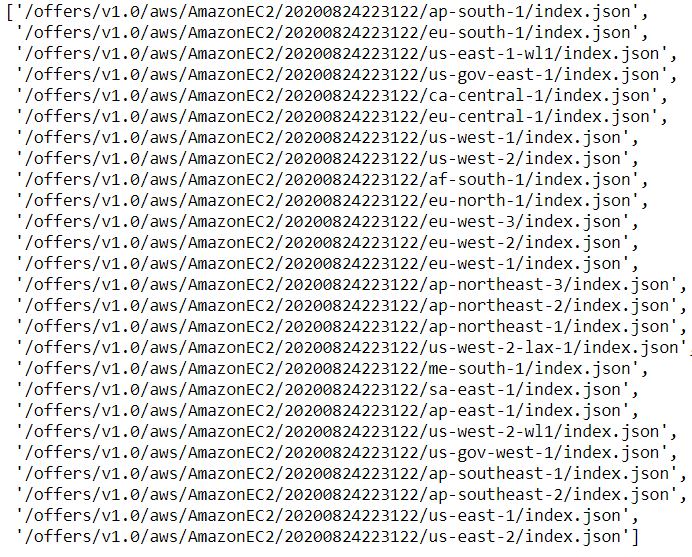 ['/offers/v1.0/aws/AmazonEC2/20200824223122/ap-south-1/index.json',
'/offers/v1.0/aws/AmazonEC2/20200824223122/eu-south-1/index.json',
'/offers/v1.0/aws/AmazonEC2/20200824223122/us-east-1-wl1/index.json',
'/offers/v1.0/aws/AmazonEC2/20200824223122/us-gov-east-1/index.json',
'/offers/v1.0/aws/AmazonEC2/20200824223122/ca-central-1/index.json',
'/offers/v1.0/aws/AmazonEC2/20200824223122/eu-central-1/index.json',
'/offers/v1.0/aws/AmazonEC2/20200824223122/us-west-1/index.json',
'/offers/v1.0/aws/AmazonEC2/20200824223122/us-west-2/index.json',
'/offers/v1.0/aws/AmazonEC2/20200824223122/af-south-1/index.json',
'/offers/v1.0/aws/AmazonEC2/20200824223122/eu-north-1/index.json',
'/offers/v1.0/aws/AmazonEC2/20200824223122/eu-west-3/index.json',
'/offers/v1.0/aws/AmazonEC2/20200824223122/eu-west-2/index.json',
'/offers/v1.0/aws/AmazonEC2/20200824223122/eu-west-1/index.json',
'/offers/v1.0/aws/AmazonEC2/20200824223122/ap-northeast-3/index.json',
'/offers/v1.0/aws/AmazonEC2/20200824223122/ap-northeast-2/index.json',
'/offers/v1.0/aws/AmazonEC2/20200824223122/ap-northeast-1/index.json',
'/offers/v1.0/aws/AmazonEC2/20200824223122/us-west-2-lax-1/index.json',
'/offers/v1.0/aws/AmazonEC2/20200824223122/me-south-1/index.json',
'/offers/v1.0/aws/AmazonEC2/20200824223122/sa-east-1/index.json',
'/offers/v1.0/aws/AmazonEC2/20200824223122/ap-east-1/index.json',
'/offers/v1.0/aws/AmazonEC2/20200824223122/us-west-2-wl1/index.json',
'/offers/v1.0/aws/AmazonEC2/20200824223122/us-gov-west-1/index.json',
'/offers/v1.0/aws/AmazonEC2/20200824223122/ap-southeast-1/index.json',
'/offers/v1.0/aws/AmazonEC2/20200824223122/ap-southeast-2/index.json',
'/offers/v1.0/aws/AmazonEC2/20200824223122/us-east-1/index.json',
'/offers/v1.0/aws/AmazonEC2/20200824223122/us-east-2/index.json']